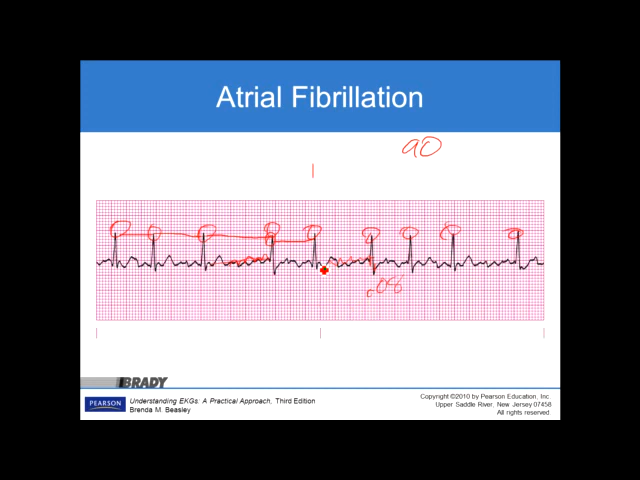 Atrial Fibrillation
90
.08
BRADY
PEARSON
Understanding EKGs: A Practical Approach, Third Edition
Brenda M. Beasley
Copyright ©2010 by Pearson Education, Inc.
Upper Saddle River, New Jersey 07458
All rights reserved.